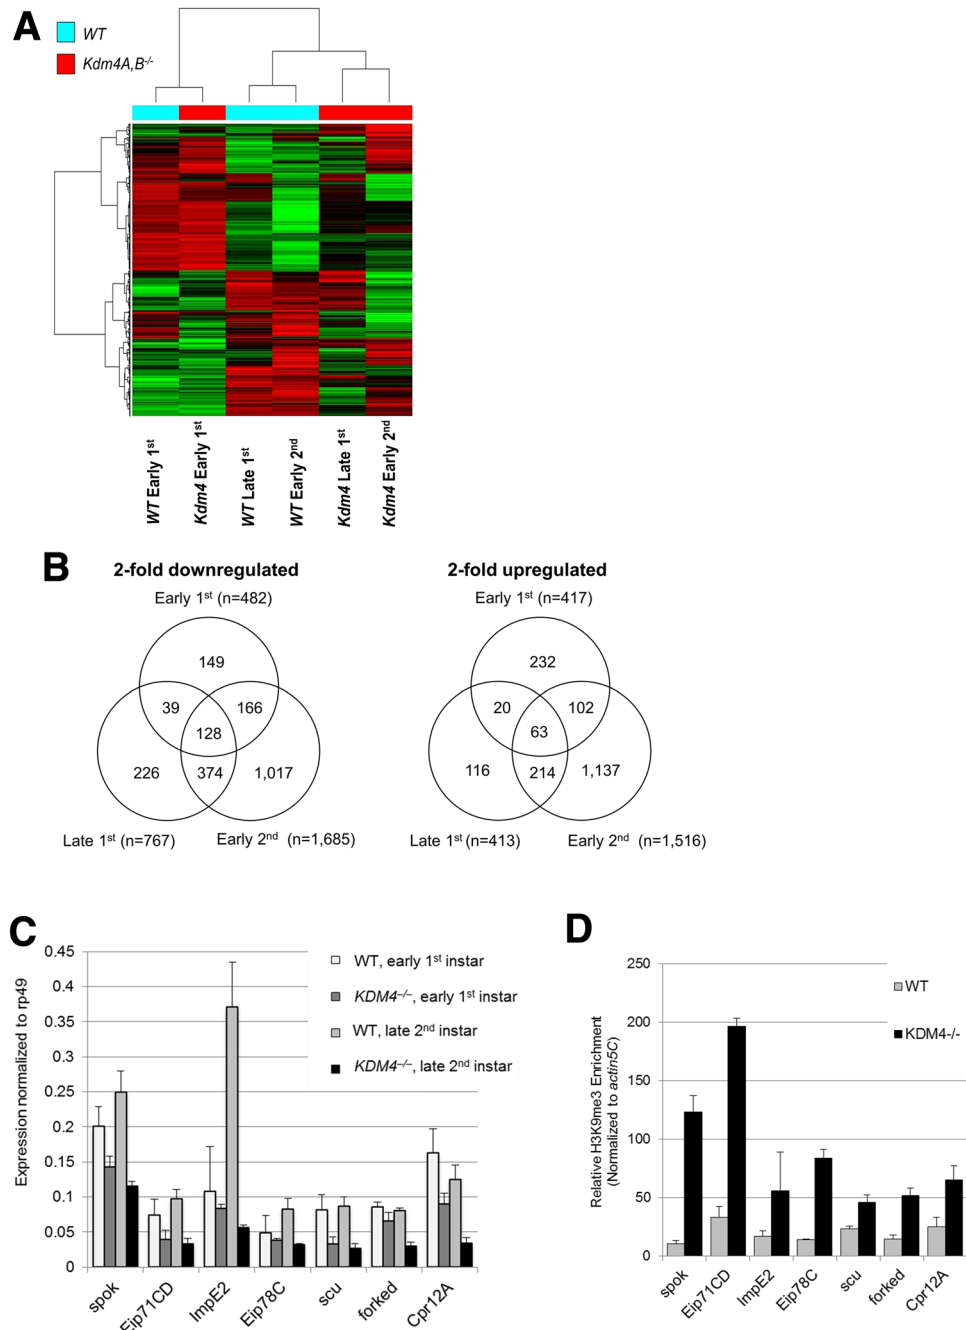 A
WT
Kdm4A,B-/-
WT Early 1st
Kdm4 Early 1st
WT Late 1st
WT Early 2nd
Kdm4 Late 1st
Kdm4 Early 2nd
B
2-fold downregulated
Early 1st (n=482)
149
39
166
128
226
374
1,017
Late 1st (n=767)
Early 2nd (n=1,685)
2-fold upregulated
Early 1st (n=417)
232
20
102
63
116
214
1,137
Late 1st (n=413)
Early 2nd (n=1,516)
C
Expression normalized to rp49
0.45
0.4
0.35
0.3
0.25
0.2
0.15
0.1
0.05
0
WT, early 1st instar
KDM4–/–, early 1st instar
WT, late 2nd instar
KDM4–/–, late 2nd instar
spok
Eip71CD
ImpE2
Eip78C
scu
forked
Cpr12A
D
Relative H3K9me3 Enrichment
(Normalized to actin5C)
250
200
150
100
50
0
WT
KDM4-/-
spok
Eip71CD
ImpE2
Eip78C
scu
forked
Cpr12A